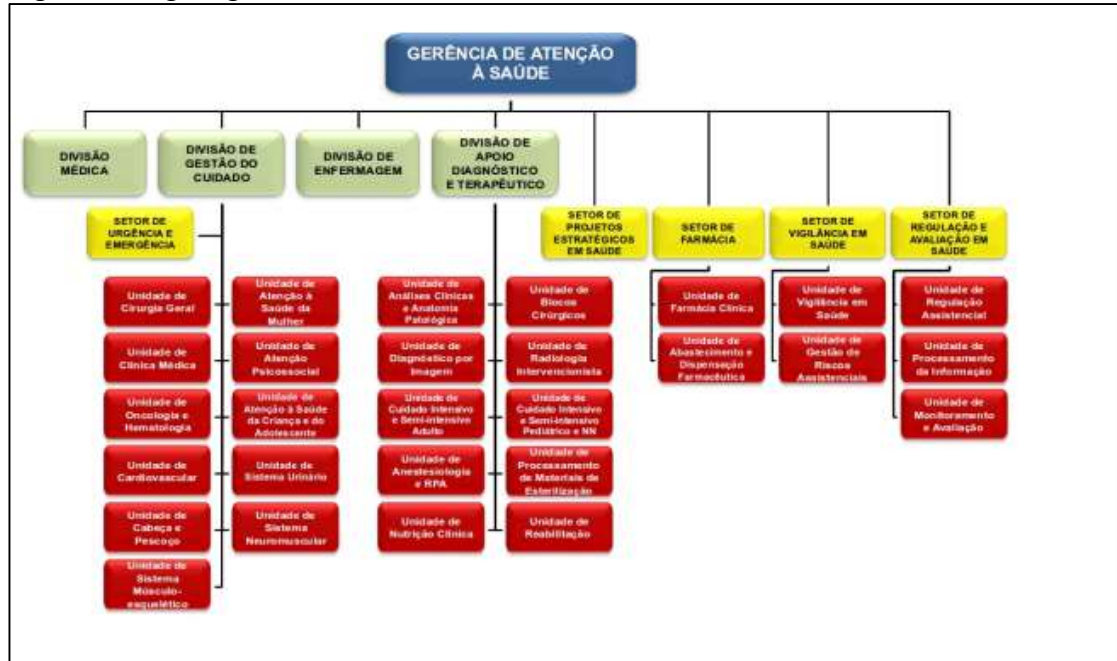 GERÊNCIA DE ATENÇÃO
À SAÚDE
DIVISÃO
MÉDICA
DIVISÃO DE
GESTÃO DO
CUIDADO
DIVISÃO DE
ENFERMAGEM
DIVISÃO DE
APOIO
DIAGNÓSTICO
E TERAPÊUTICO
SETOR DE
URGÊNCIA E
EMERGÊNCIA
SETOR DE
PROJETOS
ESTRATÉGICOS
EM SAÚDE
SETOR DE
FARMÁCIA
SETOR DE
VIGILÂNCIA EM
SAÚDE
SETOR DE
REGULAÇÃO E
AVALIAÇÃO EM
SAÚDE
Unidade de
Cirurgia Geral
Unidade de
Atenção à
Saúde da
Mulher
Unidade de
Clínica Médica
Unidade de
Atenção
Psicossocial
Unidade de
Oncologia e
Hematologia
Unidade de
Atenção à Saúde
da Criança e do
Adolescente
Unidade de
Cardiovascular
Unidade de
Sistema Urinário
Unidade de
Cabeça e
Pescoço
Unidade de
Sistema
Neuromuscular
Unidade de
Sistema
Músculo-
esquelético
Unidade de
Análises Clínicas
e Anatomia
Patológica
Unidade de
Blocos
Cirúrgicos
Unidade de
Diagnóstico por
Imagem
Unidade de
Radiologia
Intervencionista
Unidade de
Cuidado Intensivo
e Semi-intensivo
Adulto
Unidade de
Cuidado Intensivo
e Semi-intensivo
Pediátrico e NN
Unidade de
Anestesiologia
e RPA
Unidade de
Processamento
de Materiais de
Esterilização
Unidade de
Nutrição Clínica
Unidade de
Reabilitação
Unidade de
Farmácia Clínica
Unidade de
Abastecimento e
Dispensação
Farmacêutica
Unidade de
Vigilância em
Saúde
Unidade de
Gestão de
Riscos
Assistenciais
Unidade de
Regulação
Assistencial
Unidade de
Processamento
da Informação
Unidade de
Monitoramento
e Avaliação